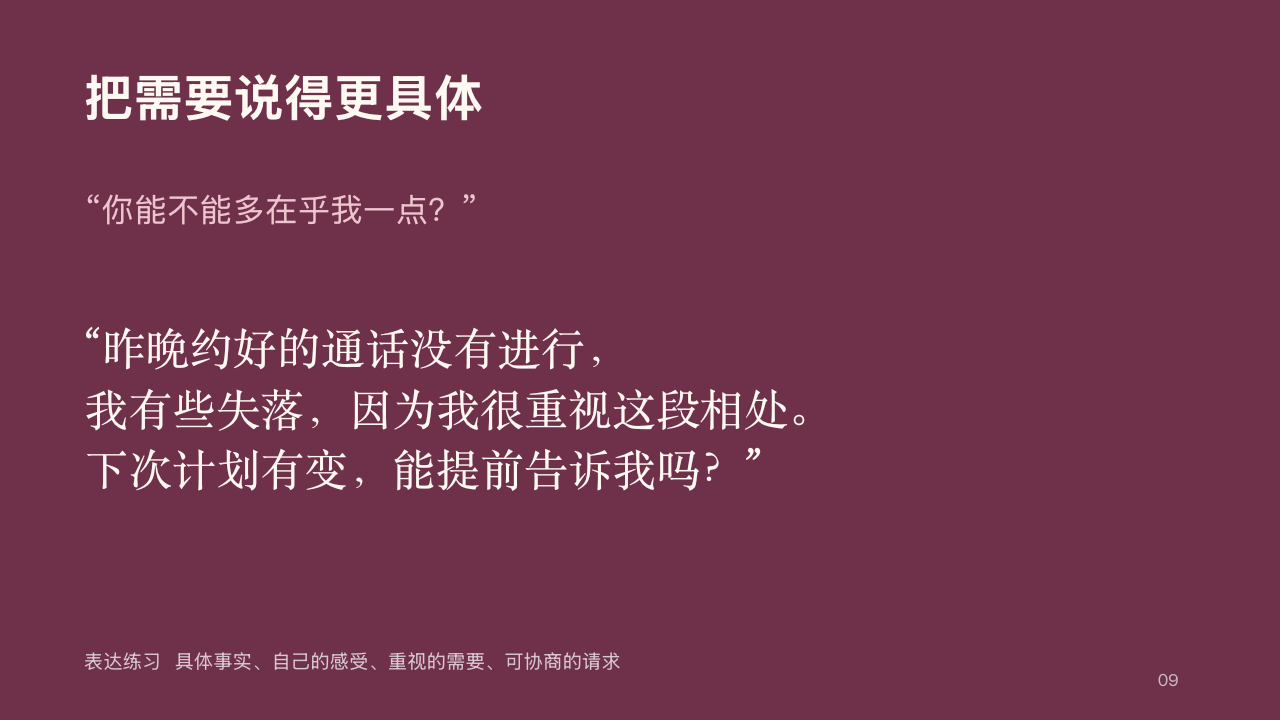 把需要说得更具体
“你能不能多在乎我一点？”
“昨晚约好的通话没有进行，
我有些失落，因为我很重视这段相处。
下次计划有变，能提前告诉我吗？”
表达练习 具体事实、自己的感受、重视的需要、可协商的请求
09